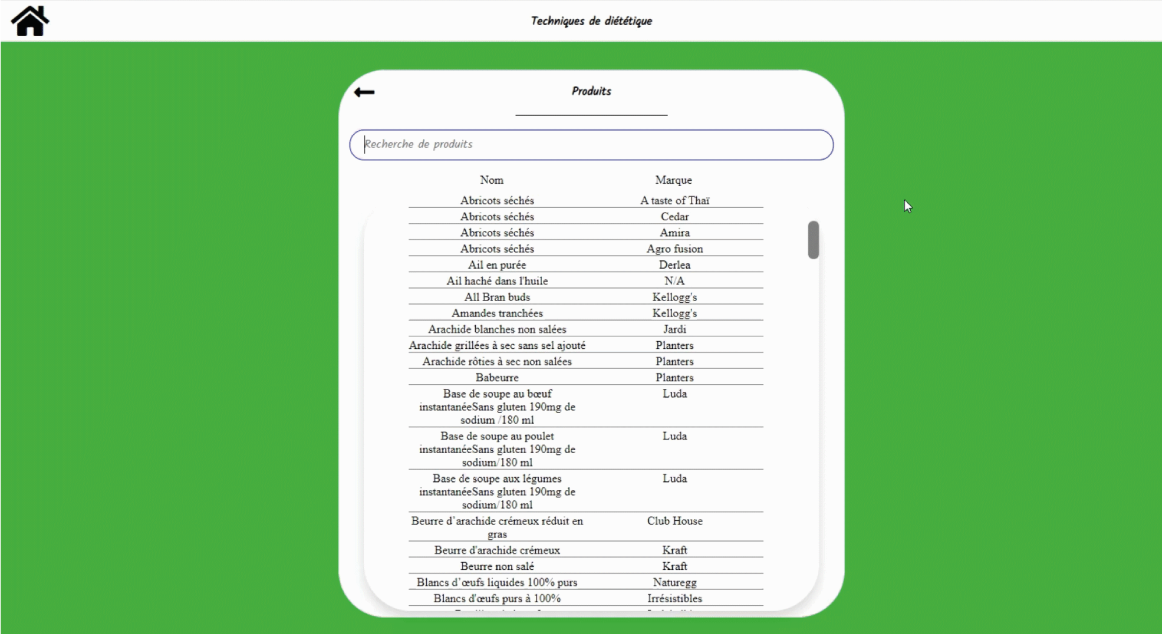 Techniques de diététique
Produits
Recherche de produits
Nom Marque
Abricots séchés A taste of Thaï
Abricots séchés Cedar
Abricots séchés Amira
Abricots séchés Agro fusion
Ail en purée Derlea
Ail haché dans l'huile N/A
All Bran buds Kellogg's
Amandes tranchées Kellogg's
Arachide blanches non salées Jardi
Arachide grillées à sec sans sel ajouté Planters
Arachide rôties à sec non salées Planters
Babeurre Planters
Base de soupe au bœuf Luda
instantanéeSans gluten 190mg de
sodium /180 ml
Base de soupe au poulet Luda
instantanéeSans gluten 190mg de
sodium/180 ml
Base de soupe aux légumes Luda
instantanéeSans gluten 190mg de
sodium/180 ml
Beurre d’arachide crémeux réduit en Club House
gras
Beurre d'arachide crémeux Kraft
Beurre non salé Kraft
Blancs d’œufs liquides 100% purs Naturegg
Blancs d'œufs purs à 100% Irrésistibles